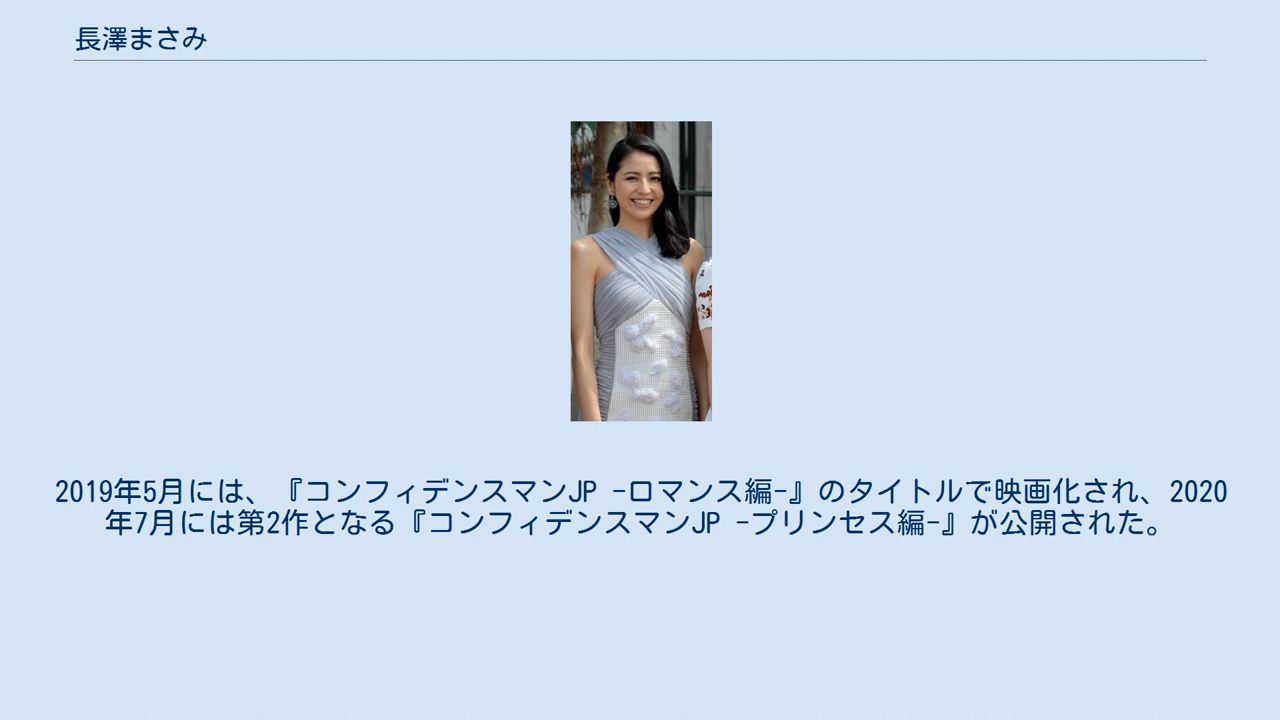 長澤まさみ
2019年5月には、『コンフィデンスマンJP -ロマンス編-』のタイトルで映画化され、2020
年7月には第2作となる『コンフィデンスマンJP -プリンセス編-』が公開された。